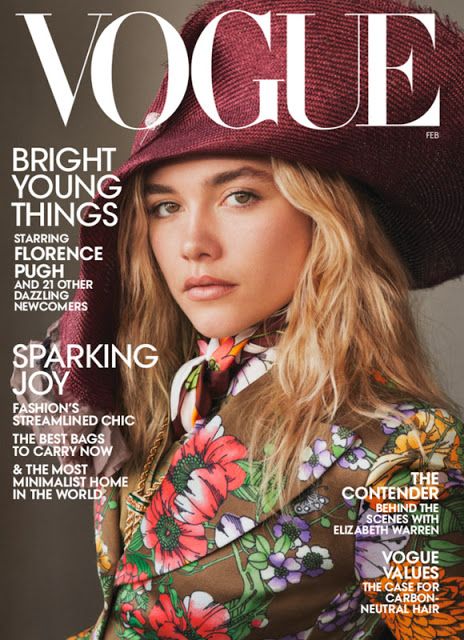 VOGUE
FEB
BRIGHT
YOUNG
THINGS
STARRING
FLORENCE
PUGH
AND 21 OTHER
DAZZLING
NEWCOMERS
SPARKING
JOY
FASHION'S
STREAMLINED CHIC
THE BEST BAGS
TO CARRY NOW
& THE MOST
MINIMALIST HOME
IN THE WORLD
THE
CONTENDER
BEHIND THE
SCENES WITH
ELIZABETH WARREN
VOGUE
VALUES
THE CASE FOR
CARBON-
NEUTRAL HAIR